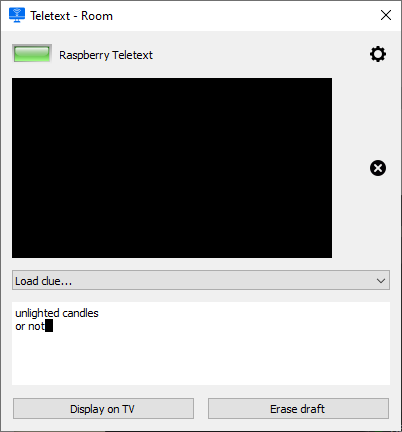 Teletext - Room
Raspberry Teletext
Load clue...
unlighted candles
or not
Display on TV
Erase draft